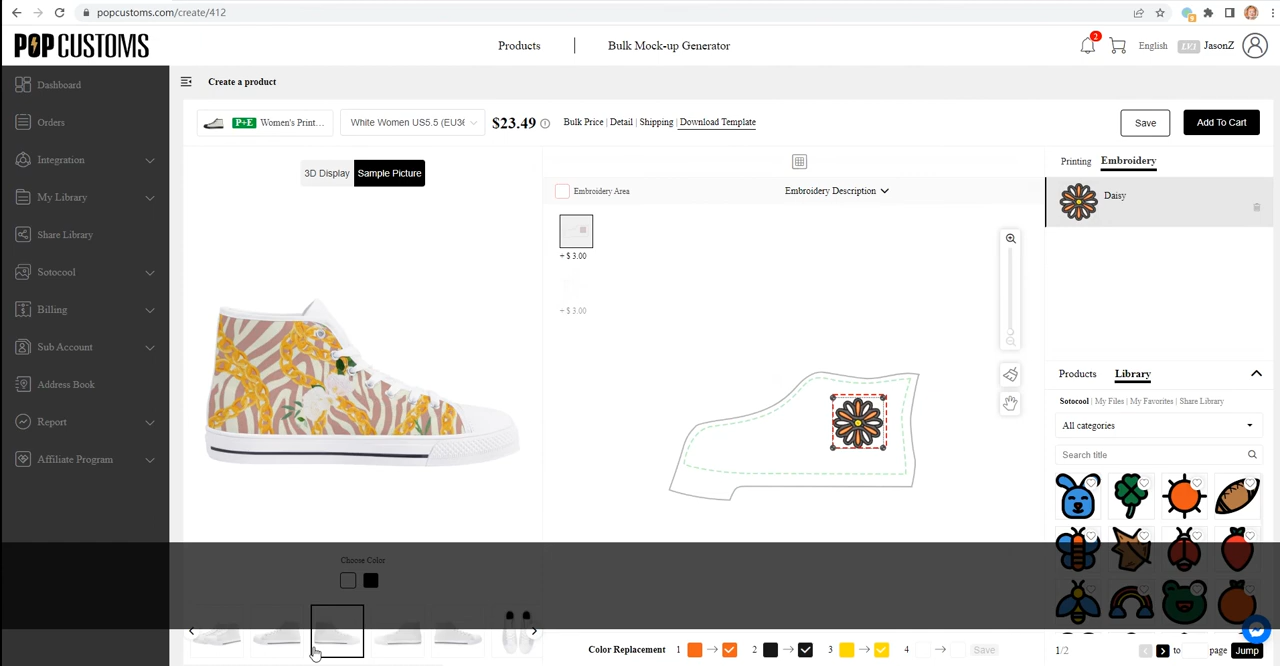 popcustoms.com/create/412
POPCUSTOMS
Products
Bulk Mock-up Generator
2
English
LV1
JasonZ
Dashboard
Orders
Integration
My Library
Share Library
Sotocool
Billing
Sub Account
Address Book
Report
Affiliate Program
Create a product
P+E Women's Print...
White Women US5.5 (EU36
$23.49
Bulk Price | Detail | Shipping | Download Template
Save
Add To Cart
3D Display
Sample Picture
Embroidery Area
Embroidery Description
+ $ 3.00
+ $ 3.00
Printing
Embroidery
Daisy
Products
Library
Sotocool | My Files | My Favorites | Share Library
All categories
Search title
Choose Color
Color Replacement 1 → 2 → 3 → 4 → Save
1/2
to page Jump